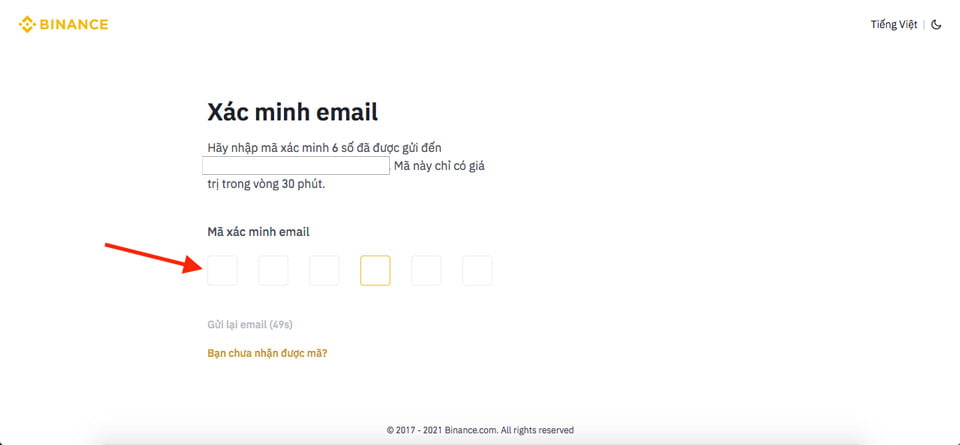 BINANCE
Tiếng Việt
Xác minh email
Hãy nhập mã xác minh 6 số đã được gửi đến
. Mã này chỉ có giá
trị trong vòng 30 phút.
Mã xác minh email
Gửi lại email (49s)
Bạn chưa nhận được mã?
© 2017 - 2021 Binance.com. All rights reserved